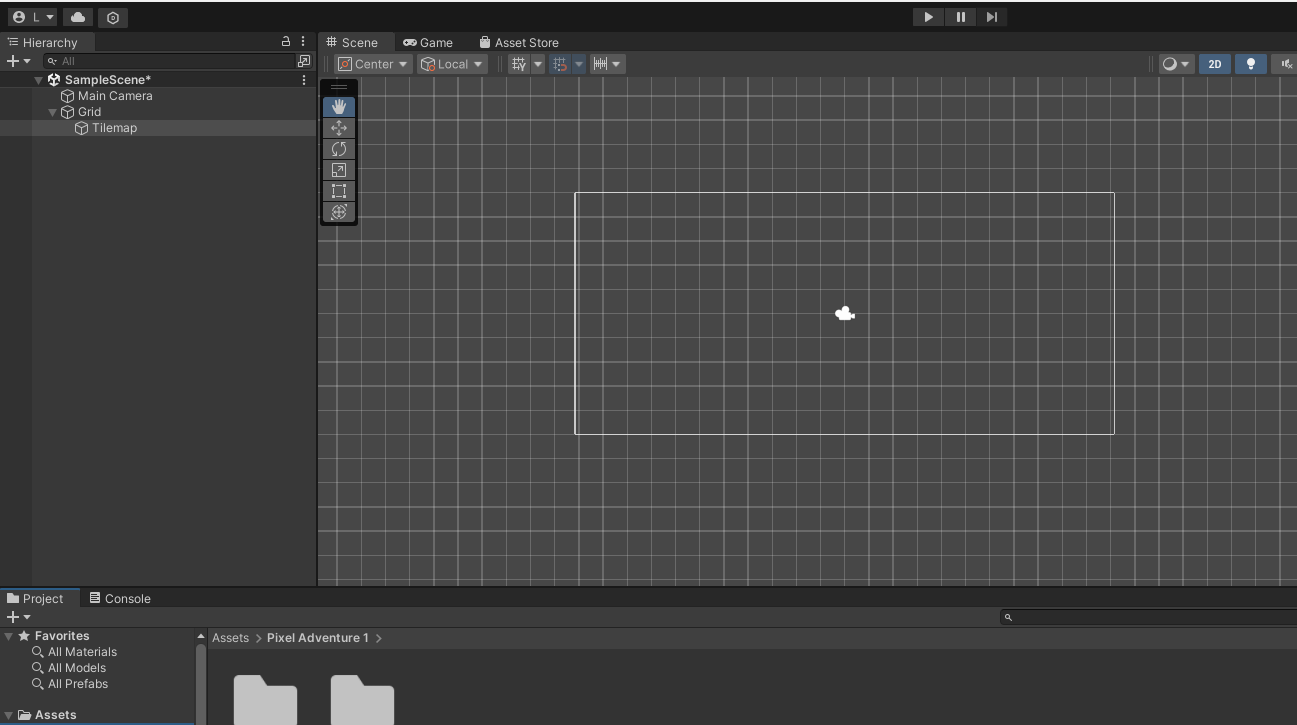 L
Hierarchy
All
SampleScene*
Main Camera
Grid
Tilemap
Scene
Game
Asset Store
Center
Local
2D
Project
Console
Favorites
All Materials
All Models
All Prefabs
Assets
Assets > Pixel Adventure 1 >